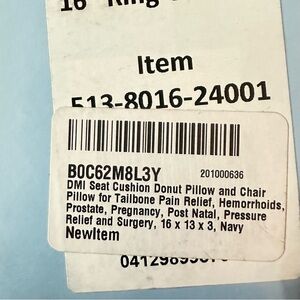 16" Ring
Item
513-8016-24001
B0C62M8L3Y 201000636
DMI Seat Cushion Donut Pillow and Chair
Pillow for Tailbone Pain Relief, Hemorrhoids,
Prostate, Pregnancy, Post Natal, Pressure
Relief and Surgery, 16 x 13 x 3, Navy
NewItem